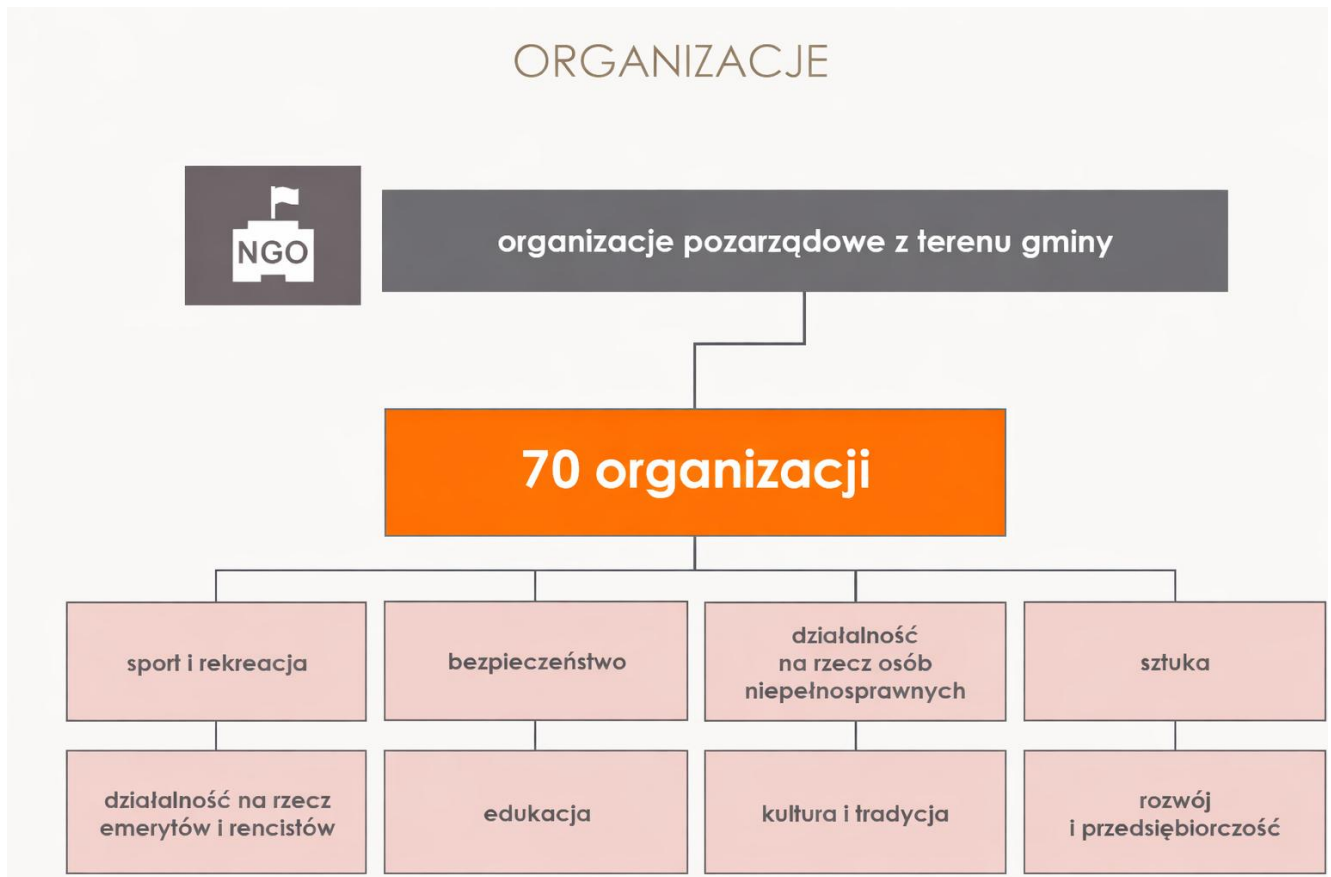 ORGANIZACJE
NGO
organizacje pozarządowe z terenu gminy
70 organizacji
sport i rekreacja
bezpieczeństwo
działalność
na rzecz osób
niepełnosprawnych
sztuka
działalność na rzecz
emerytów i rencistów
edukacja
kultura i tradycja
rozwój
i przedsiębiorczość